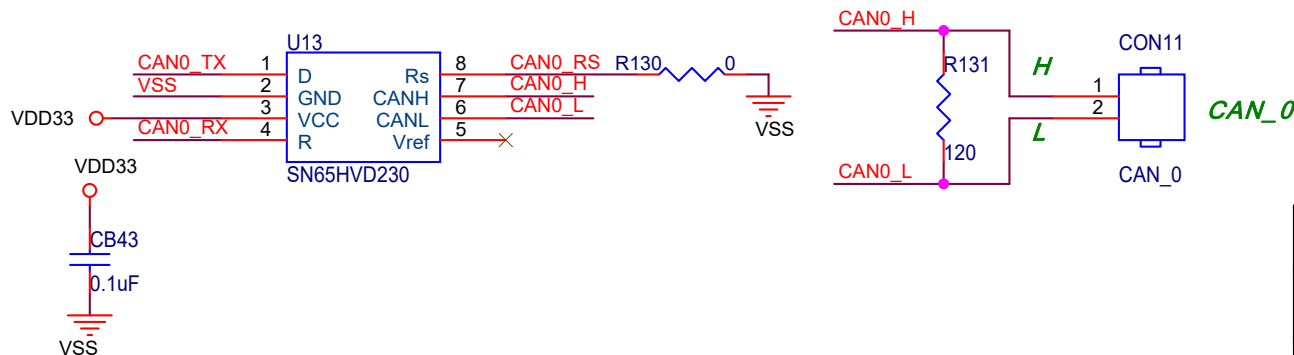 U13
CAN0_TX 1 D Rs 8 CAN0_RS R130 0
VSS 2 GND CANH 7 CAN0_H
VDD33 3 VCC CANL 6 CAN0_L
CAN0_RX 4 R Vref 5
SN65HVD230
VSS
VDD33
CB43
0.1uF
VSS
CAN0_H
CON11
R131 H
1
2
CAN_0
L
120
CAN0_L
CAN_0